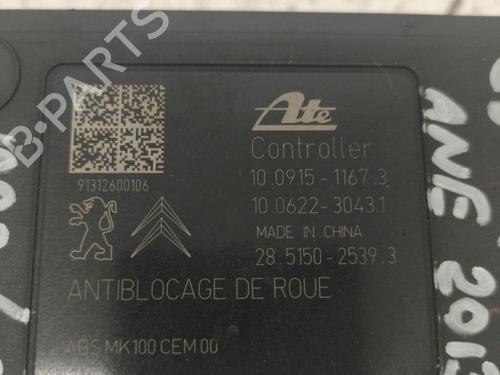 B-PARTS
Ate
Controller
91312600106
10.0915-1167.3
10.0622-3043.1
MADE IN CHINA
28.5150-2539.3
ANTIBLOCAGE DE ROUE
ABS MK100 CEM 00
ANE